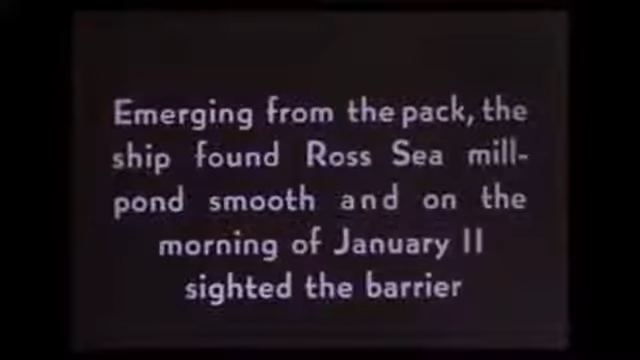 Emerging from the pack, the
ship found Ross Sea mill-
pond smooth and on the
morning of January 11
sighted the barrier